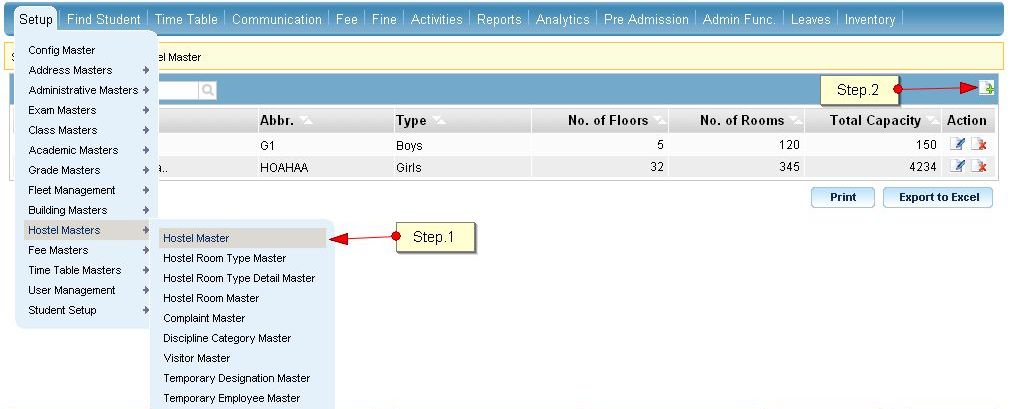 Setup Find Student Time Table Communication Fee Fine Activities Reports Analytics Pre Admission Admin Func. Leaves Inventory
S
tel Master
Config Master
Address Masters
Administrative Masters
Exam Masters
Class Masters
Academic Masters
Grade Masters
Fleet Management
Building Masters
Hostel Masters
Fee Masters
Time Table Masters
User Management
Student Setup
Step.2
Abbr. Type No. of Floors No. of Rooms Total Capacity Action
G1 Boys 5 120 150
a.. HOAHAA Girls 32 345 4234
Print Export to Excel
Hostel Master
Hostel Room Type Master
Hostel Room Type Detail Master
Hostel Room Master
Complaint Master
Discipline Category Master
Visitor Master
Temporary Designation Master
Temporary Employee Master
Step.1